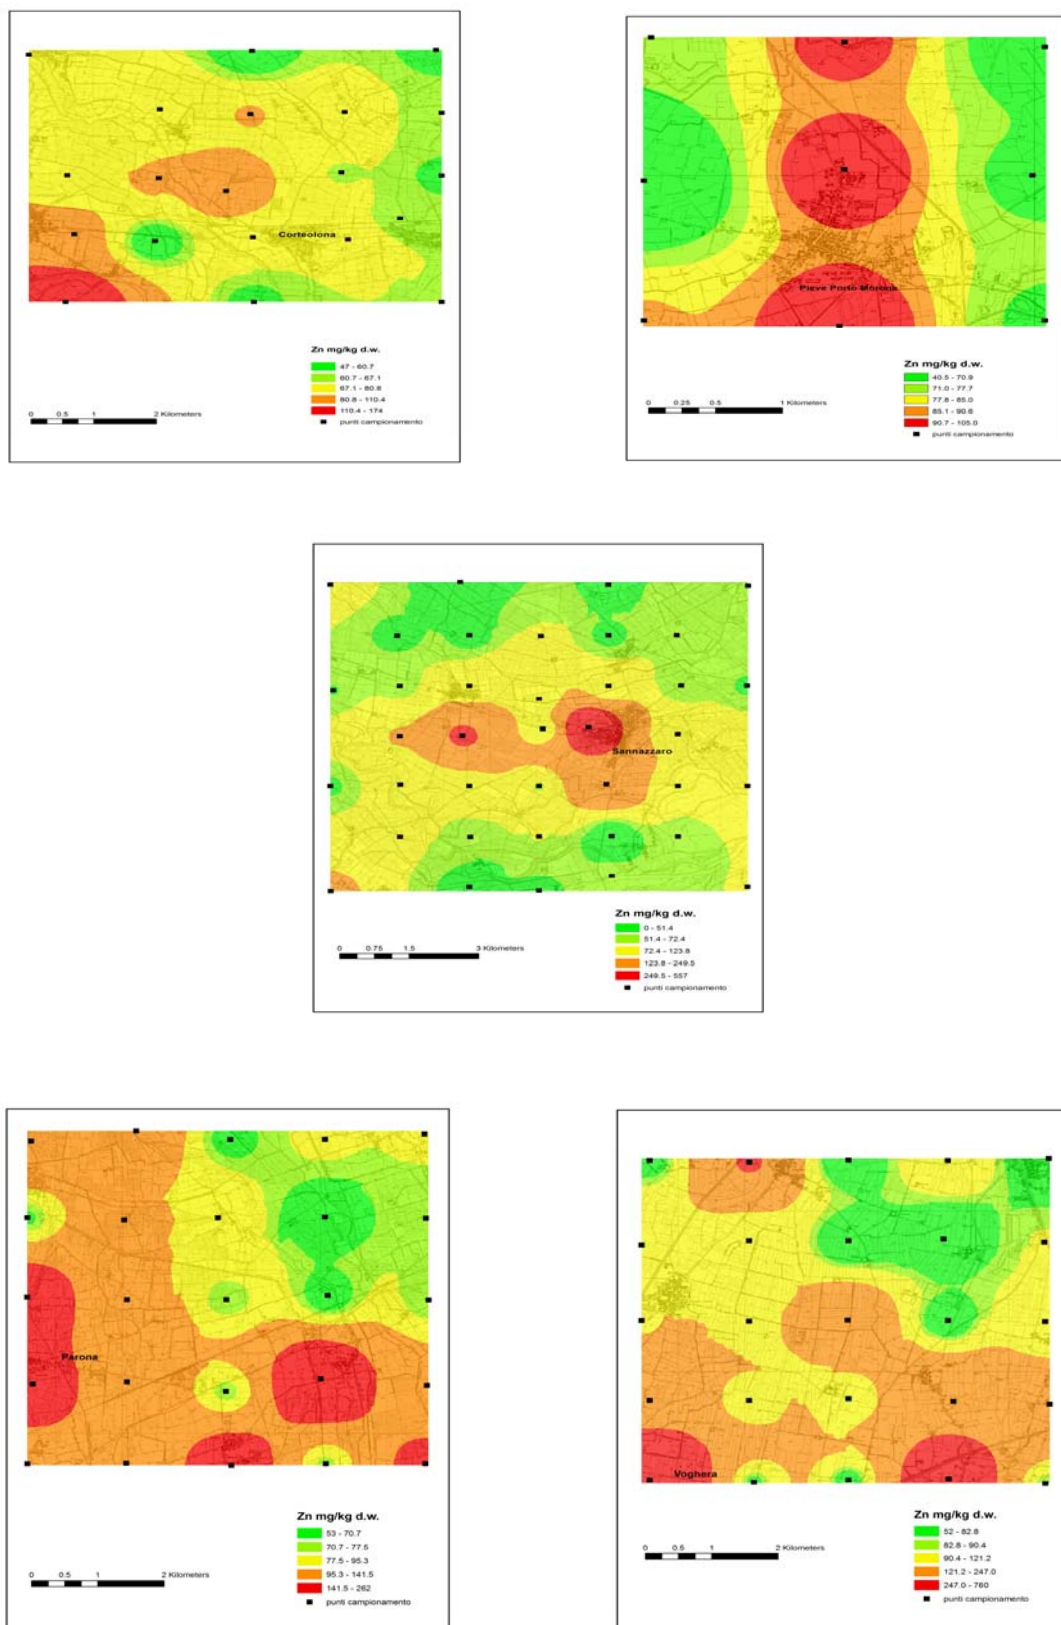 Corteolona
Zn mg/kg d.w.
47 - 60.7
60.7 - 67.1
67.1 - 80.8
80.8 - 110.4
110.4 - 174
punti campionamento
0 0.5 1 2 Kilometers
Pieve Porto Morone
Zn mg/kg d.w.
40.5 - 70.9
71.0 - 77.7
77.8 - 85.0
85.1 - 90.6
90.7 - 105.0
punti campionamento
0 0.25 0.5 1 Kilometers
Sannazzaro
Zn mg/kg d.w.
0 - 51.4
51.4 - 72.4
72.4 - 123.8
123.8 - 249.5
249.5 - 557
punti campionamento
0 0.75 1.5 3 Kilometers
Parona
Zn mg/kg d.w.
53 - 70.7
70.7 - 77.5
77.5 - 95.3
95.3 - 141.5
141.5 - 262
punti campionamento
0 0.5 1 2 Kilometers
Voghera
Zn mg/kg d.w.
52 - 82.8
82.8 - 90.4
90.4 - 121.2
121.2 - 247.0
247.0 - 760
punti campionamento
0 0.5 1 2 Kilometers